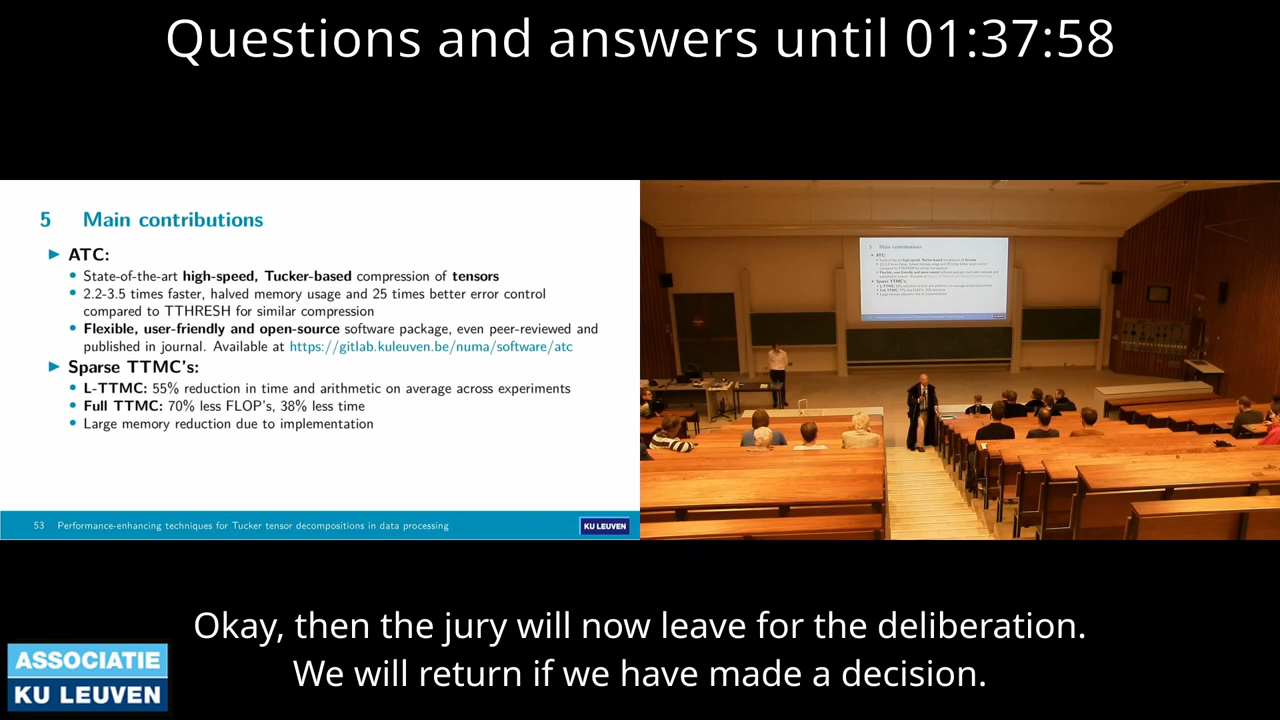 Questions and answers until 01:37:58
5 Main contributions
► ATC:
• State-of-the-art high-speed, Tucker-based compression of tensors
• 2.2-3.5 times faster, halved memory usage and 25 times better error control
compared to TTHRESH for similar compression
• Flexible, user-friendly and open-source software package, even peer-reviewed and
published in journal. Available at https://gitlab.kuleuven.be/numa/software/atc
► Sparse TTMC's:
• L-TTMC: 55% reduction in time and arithmetic on average across experiments
• Full TTMC: 70% less FLOP's, 38% less time
• Large memory reduction due to implementation
53 Performance-enhancing techniques for Tucker tensor decompositions in data processing
KU LEUVEN
5 Main contributions
ATC:
Sparse TTMC's:
Okay, then the jury will now leave for the deliberation.
We will return if we have made a decision.
ASSOCIATIE
KU LEUVEN